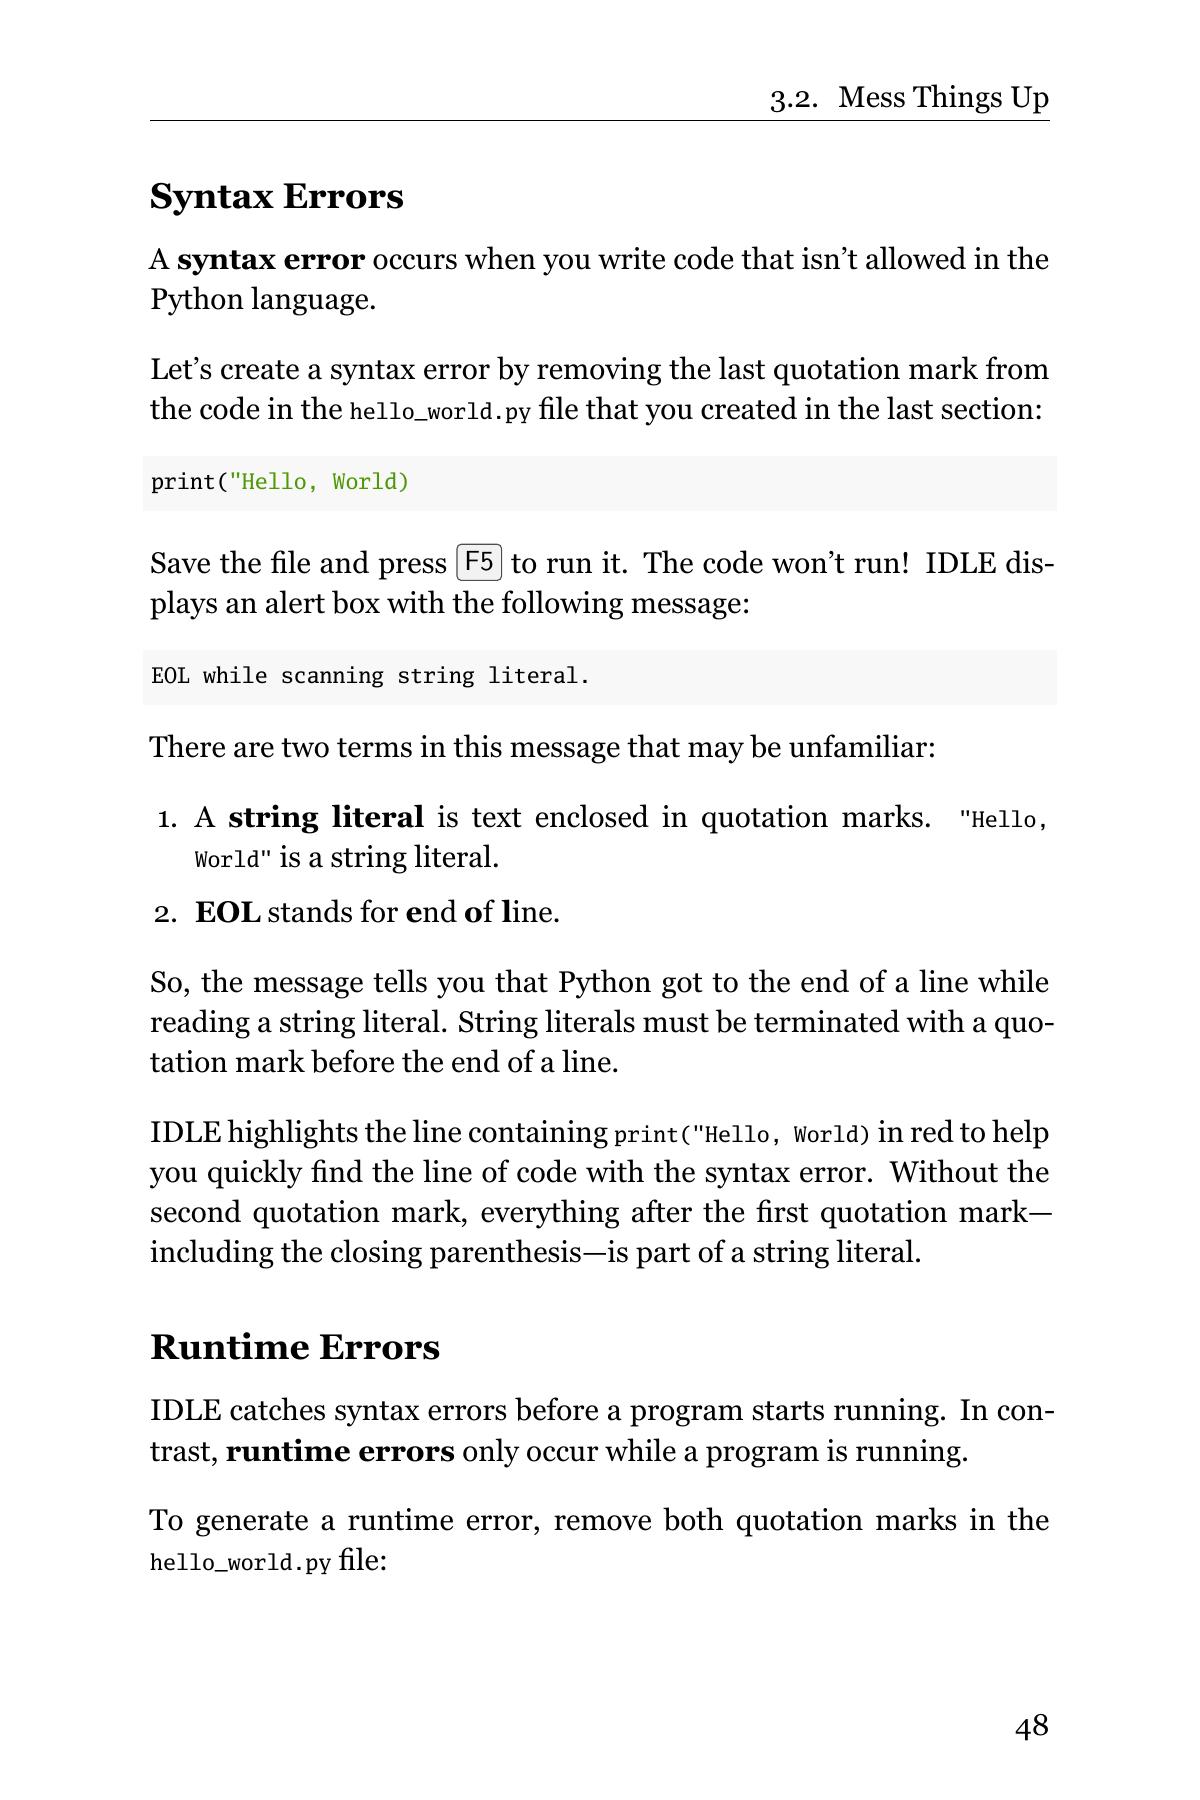 3.2. Mess Things Up
Syntax Errors
A syntax error occurs when you write code that isn’t allowed in the
Python language.
Let’s create a syntax error by removing the last quotation mark from
the code in the hello_world.py file that you created in the last section:
print("Hello, World)
Save the file and press F5 to run it. The code won’t run! IDLE dis-
plays an alert box with the following message:
EOL while scanning string literal.
There are two terms in this message that may be unfamiliar:
1. A string literal is text enclosed in quotation marks. "Hello,
World" is a string literal.
2. EOL stands for end of line.
So, the message tells you that Python got to the end of a line while
reading a string literal. String literals must be terminated with a quo-
tation mark before the end of a line.
IDLE highlights the line containing print("Hello, World) in red to help
you quickly find the line of code with the syntax error. Without the
second quotation mark, everything after the first quotation mark—
including the closing parenthesis—is part of a string literal.
Runtime Errors
IDLE catches syntax errors before a program starts running. In con-
trast, runtime errors only occur while a program is running.
To generate a runtime error, remove both quotation marks in the
hello_world.py file:
48